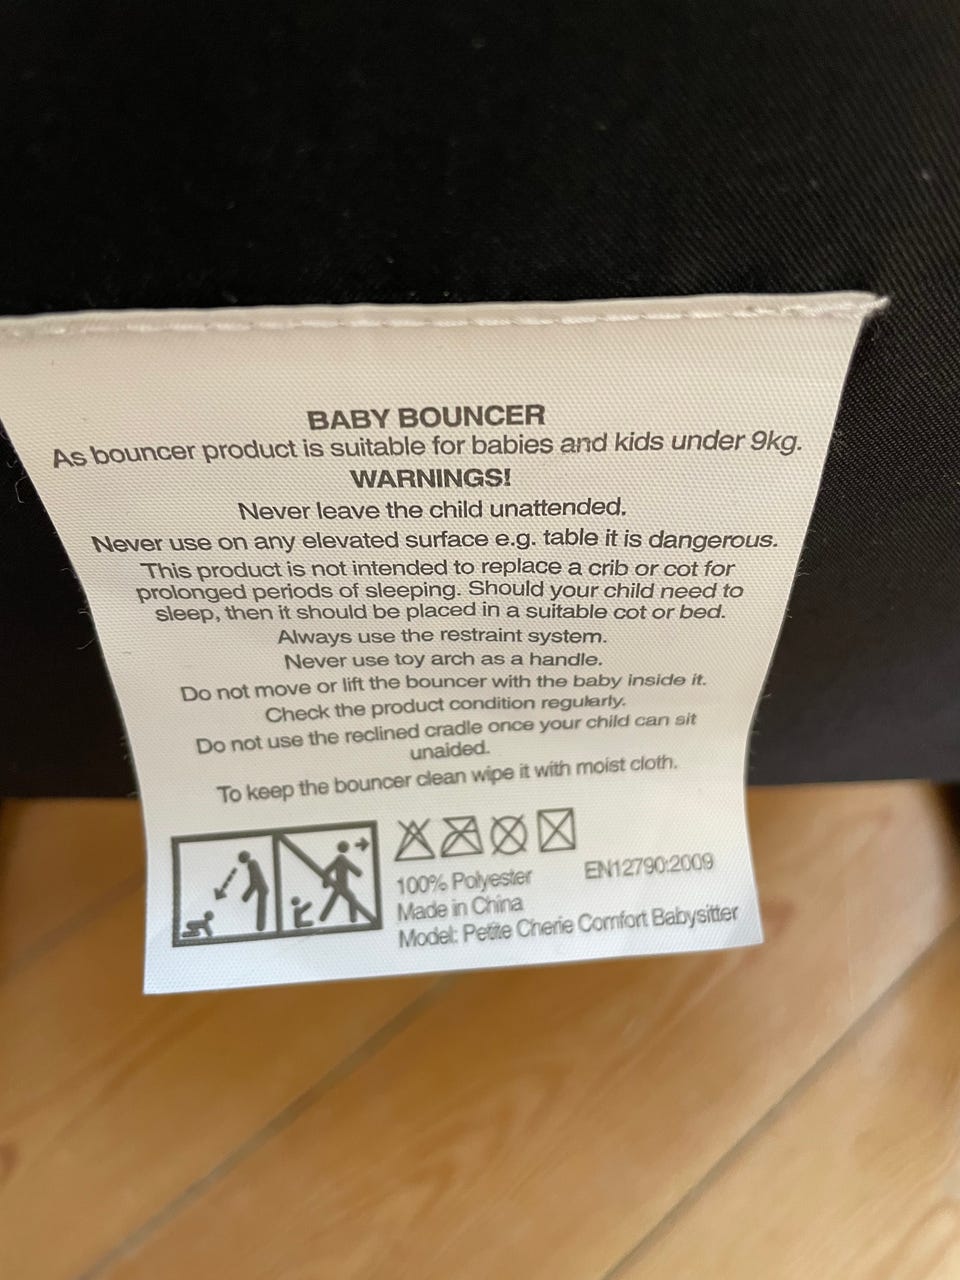 BABY BOUNCER
As bouncer product is suitable for babies and kids under 9kg.
WARNINGS!
Never leave the child unattended.
Never use on any elevated surface e.g. table it is dangerous.
This product is not intended to replace a crib or cot for
prolonged periods of sleeping. Should your child need to
sleep, then it should be placed in a suitable cot or bed.
Always use the restraint system.
Never use toy arch as a handle.
Do not move or lift the bouncer with the baby inside it.
Check the product condition regularly.
Do not use the reclined cradle once your child can sit
unaided.
To keep the bouncer clean wipe it with moist cloth.
100% Polyester EN12790:2009
Made in China
Model: Petite Cherie Comfort Babysitter